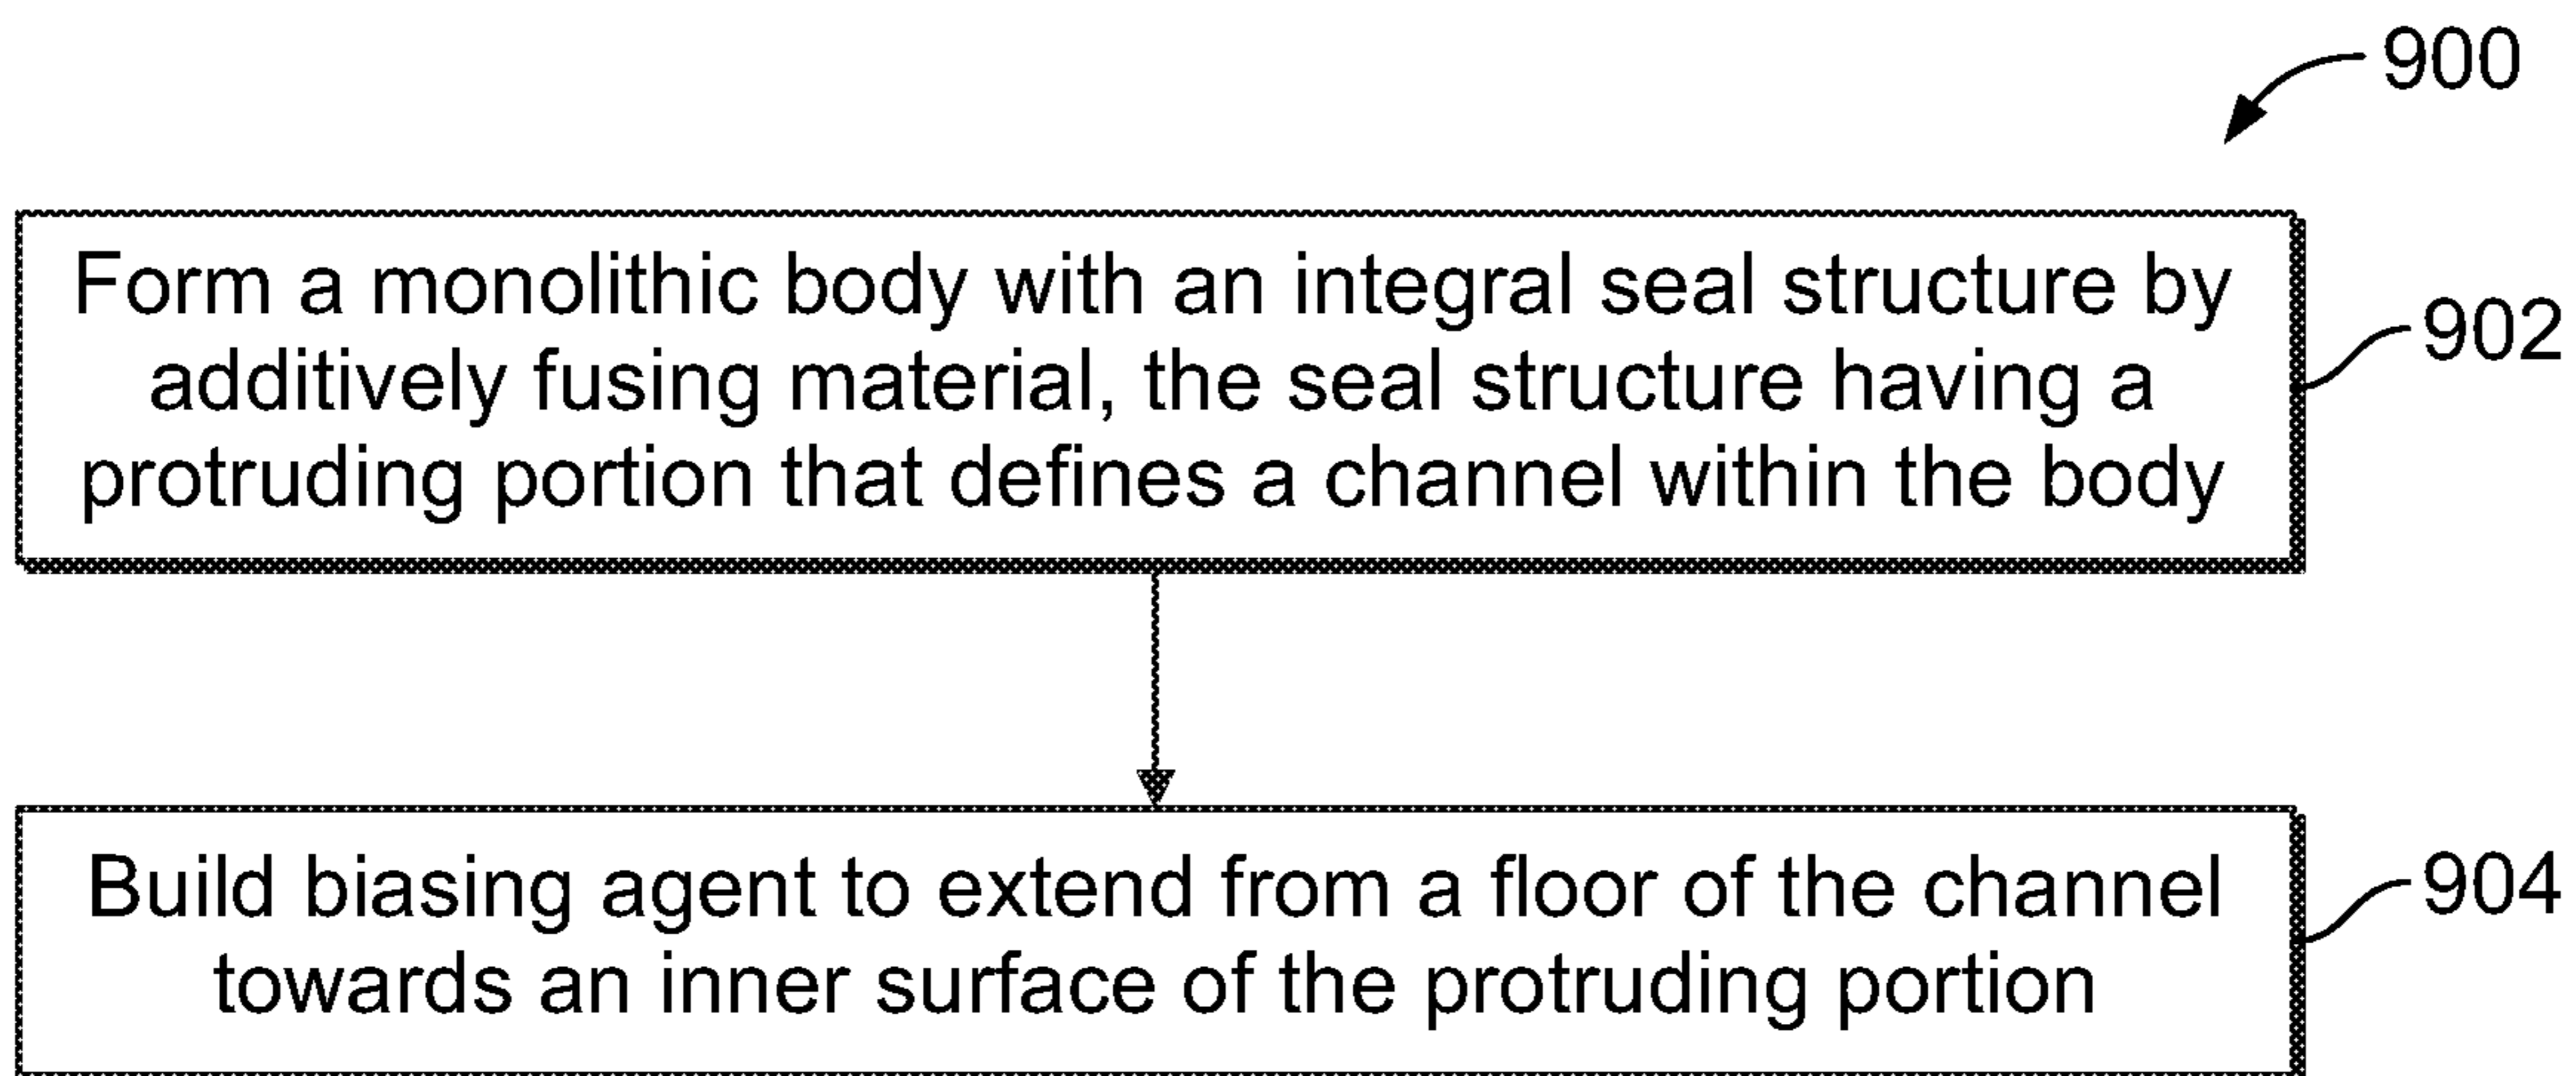 900
Form a monolithic body with an integral seal structure by
additively fusing material, the seal structure having a
protruding portion that defines a channel within the body
902
Build biasing agent to extend from a floor of the channel
towards an inner surface of the protruding portion
904